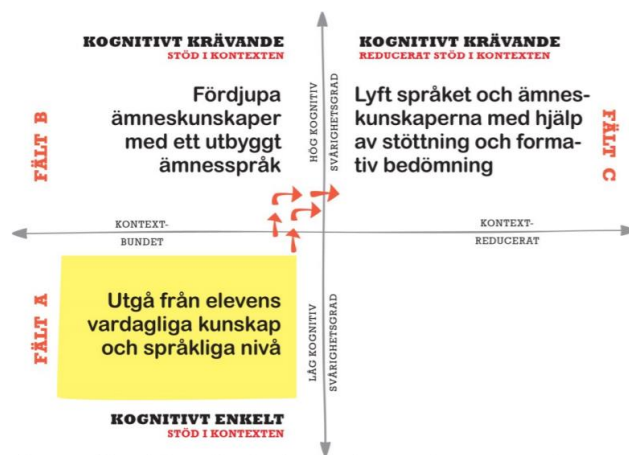 KOGNITIVT KRÄVANDE
STÖD I KONTEXTEN
Fördjupa
ämneskunskaper
med ett utbyggt
ämnesspråk
FÄLT B
HÖG KOGNITIV
SVÅRIGHETSGRAD
KOGNITIVT KRÄVANDE
REDUCERAT STÖD I KONTEXTEN
Lyft språket och ämnes-
kunskaperna med hjälp
av stöttning och forma-
tiv bedömning
FÄLT C
KONTEXT-
BUNDET
KONTEXT-
REDUCERAT
FÄLT A
Utgå från elevens
vardagliga kunskap
och språkliga nivå
LÅG KOGNITIV
SVÅRIGHETSGRAD
KOGNITIVT ENKELT
STÖD I KONTEXTEN